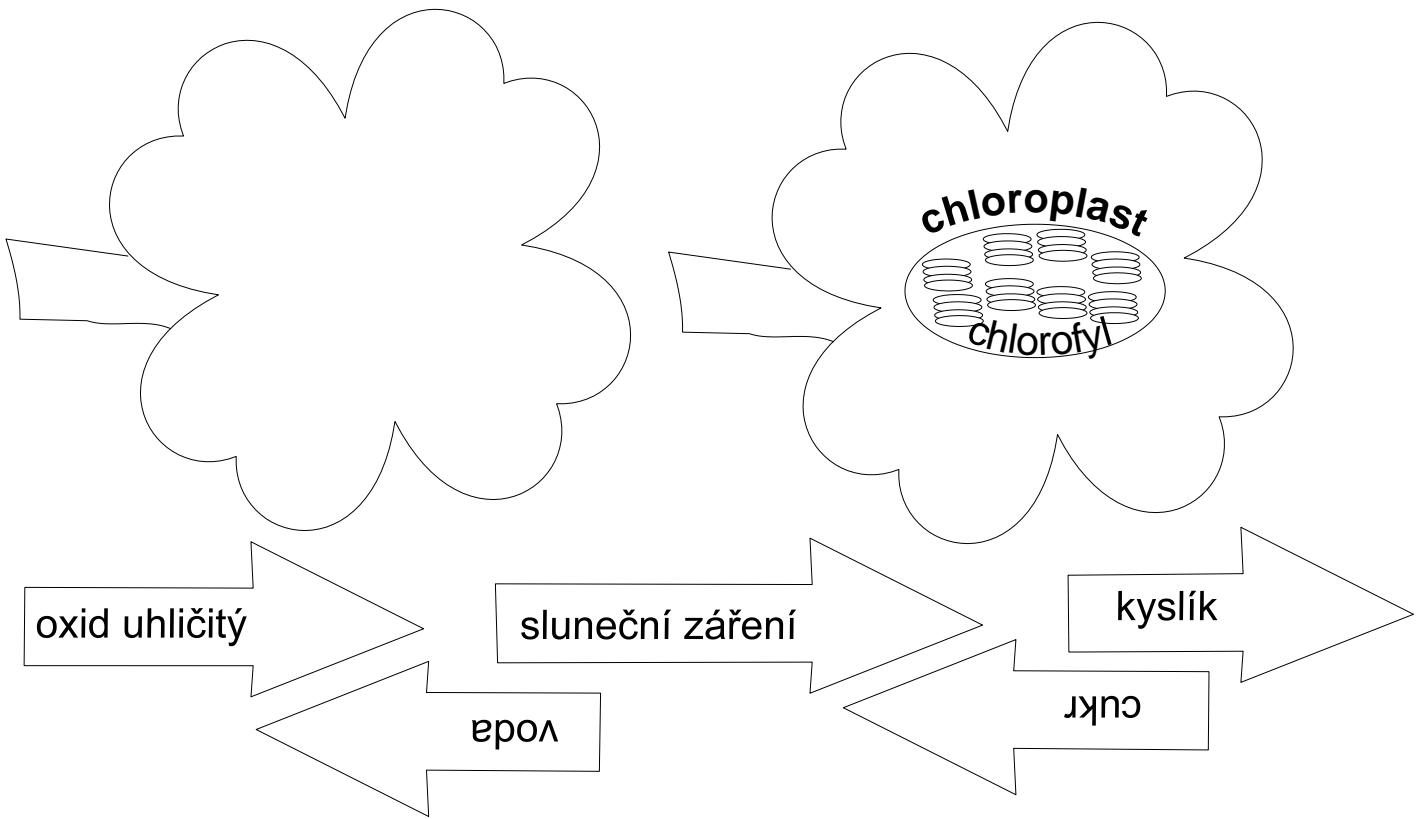 chloroplast
chlorofyl
oxid uhličitý
sluneční záření
kyslík
voda
cukr